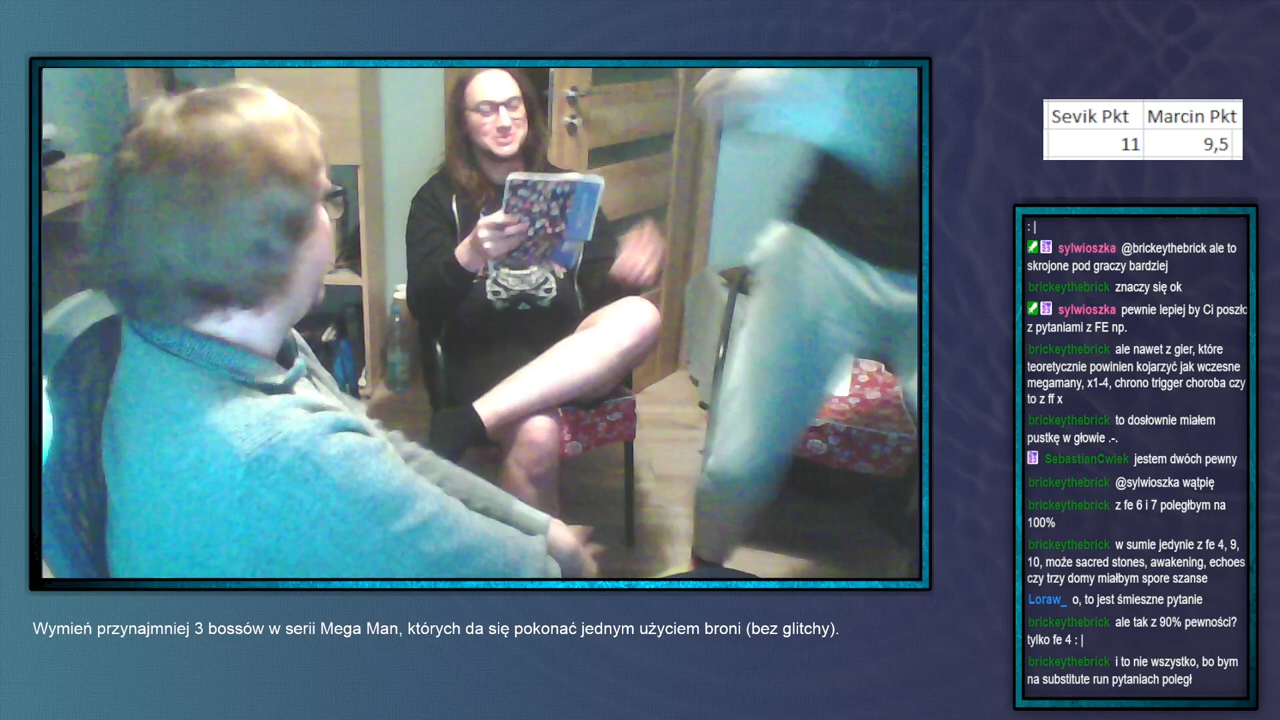 Sevik Pkt Marcin Pkt
11 9,5
: |
sylwioszka @brickeythebrick ale to
skrojone pod graczy bardziej
brickeythebrick znaczy się ok
sylwioszka pewnie lepiej by Ci poszło
z pytaniami z FE np.
brickeythebrick ale nawet z gier, które
teoretycznie powinien kojarzyć jak wczesne
megamany, x1-4, chrono trigger choroba czy
to z ff x
brickeythebrick to dosłownie miałem
pustkę w głowie .-.
SebastianCwiek jestem dwóch pewny
brickeythebrick @sylwioszka wątpię
brickeythebrick z fe 6 i 7 poległbym na
100%
brickeythebrick w sumie jedynie z fe 4, 9,
10, może sacred stones, awakening, echoes
czy trzy domy miałbym spore szanse
Loraw_ o, to jest śmieszne pytanie
brickeythebrick ale tak z 90% pewności?
tylko fe 4 : |
brickeythebrick i to nie wszystko, bo bym
na substitute run pytaniach poległ
Wymień przynajmniej 3 bossów w serii Mega Man, których da się pokonać jednym użyciem broni (bez glitchy).